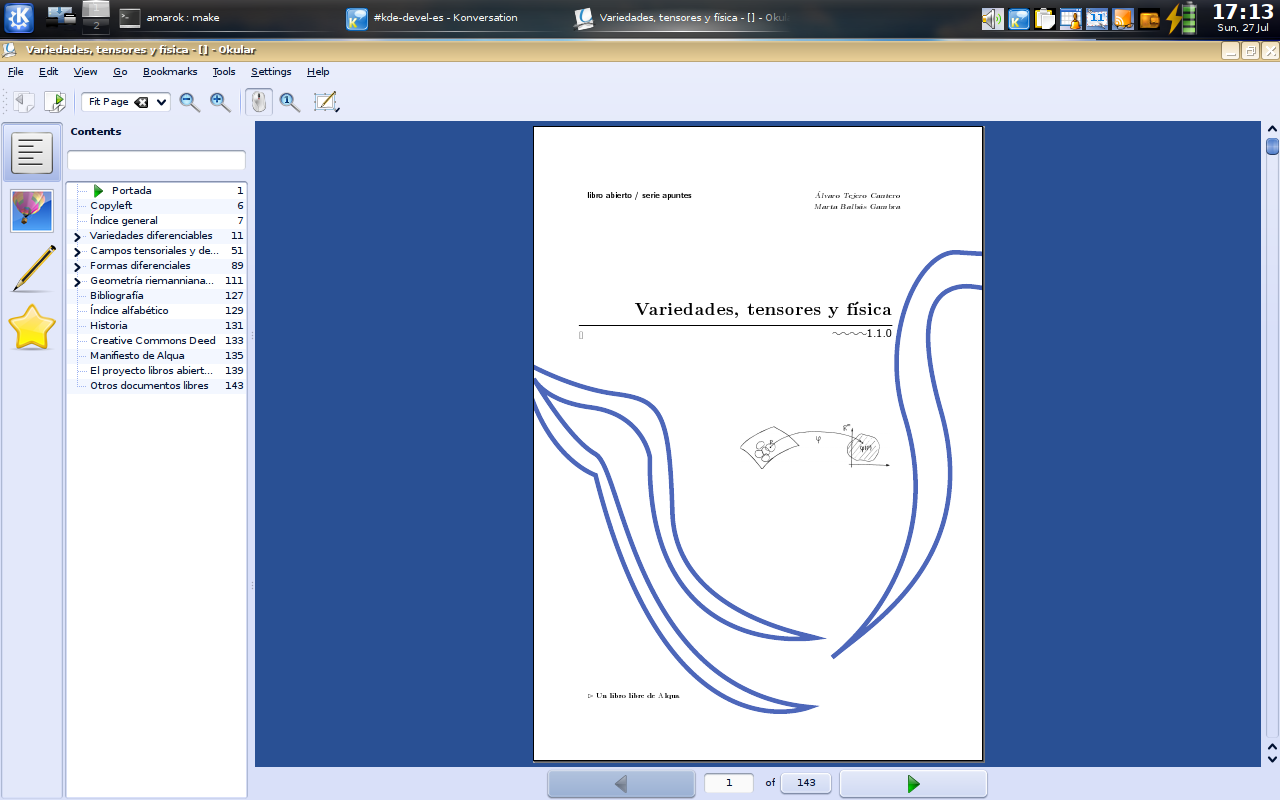 1
2
amarok : make
#kde-devel-es - Konversation
Variedades, tensores y física - [] - Okul
17:13
Sun, 27 Jul
Variedades, tensores y física - [] - Okular
File Edit View Go Bookmarks Tools Settings Help
Fit Page
Contents
Portada 1
Copyleft 6
Índice general 7
Variedades diferenciables 11
Campos tensoriales y de... 51
Formas diferenciales 89
Geometría riemanniana... 111
Bibliografía 127
Índice alfabético 129
Historia 131
Creative Commons Deed 133
Manifiesto de Alqua 135
El proyecto libros abiert... 139
Otros documentos libres 143
libro abierto / serie apuntes
Álvaro Tejero Cantero
Marta Balbás Gambra
Variedades, tensores y física
1.1.0
φ
▷ Un libro libre de Alqua
1 of 143